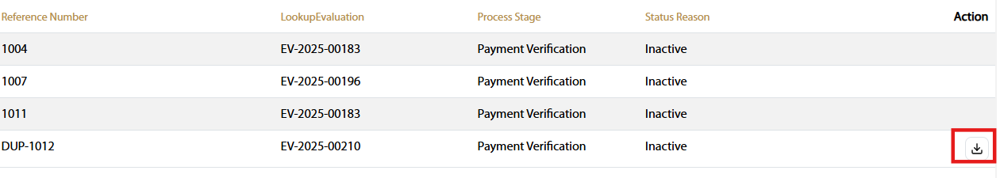 Reference Number LookupEvaluation Process Stage Status Reason Action
1004 EV-2025-00183 Payment Verification Inactive
1007 EV-2025-00196 Payment Verification Inactive
1011 EV-2025-00183 Payment Verification Inactive
DUP-1012 EV-2025-00210 Payment Verification Inactive